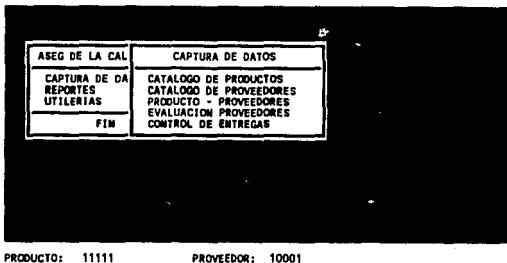 ASEG DE LA CAL
CAPTURA DE DA
REPORTES
UTILERIAS
FIN
CAPTURA DE DATOS
CATALOGO DE PRODUCTOS
CATALOGO DE PROVEEDORES
PRODUCTO - PROVEEDORES
EVALUACION PROVEEDORES
CONTROL DE ENTREGAS
PRODUCTO: 11111 PROVEEDOR: 10001